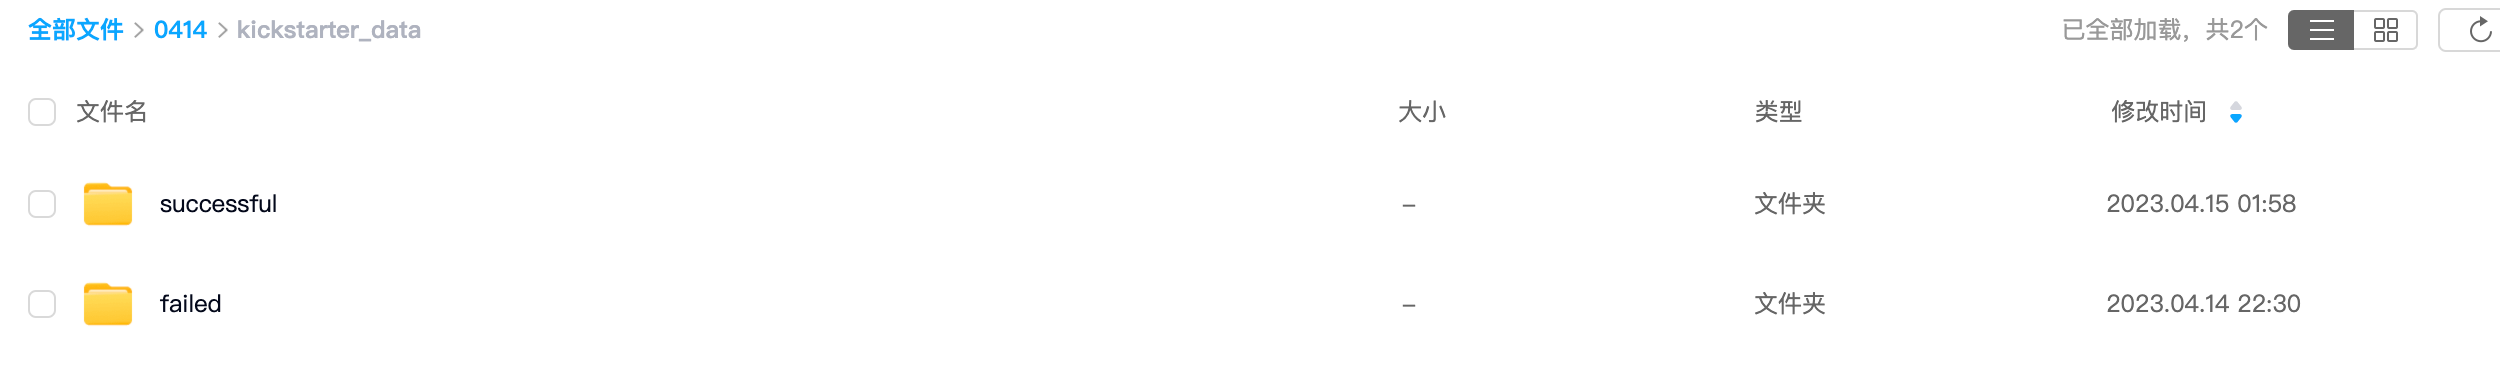 全部文件 > 0414 > kickstarter_data 已全部加载，共2个
文件名 大小 类型 修改时间
successful – 文件夹 2023.04.15 01:58
failed – 文件夹 2023.04.14 22:30